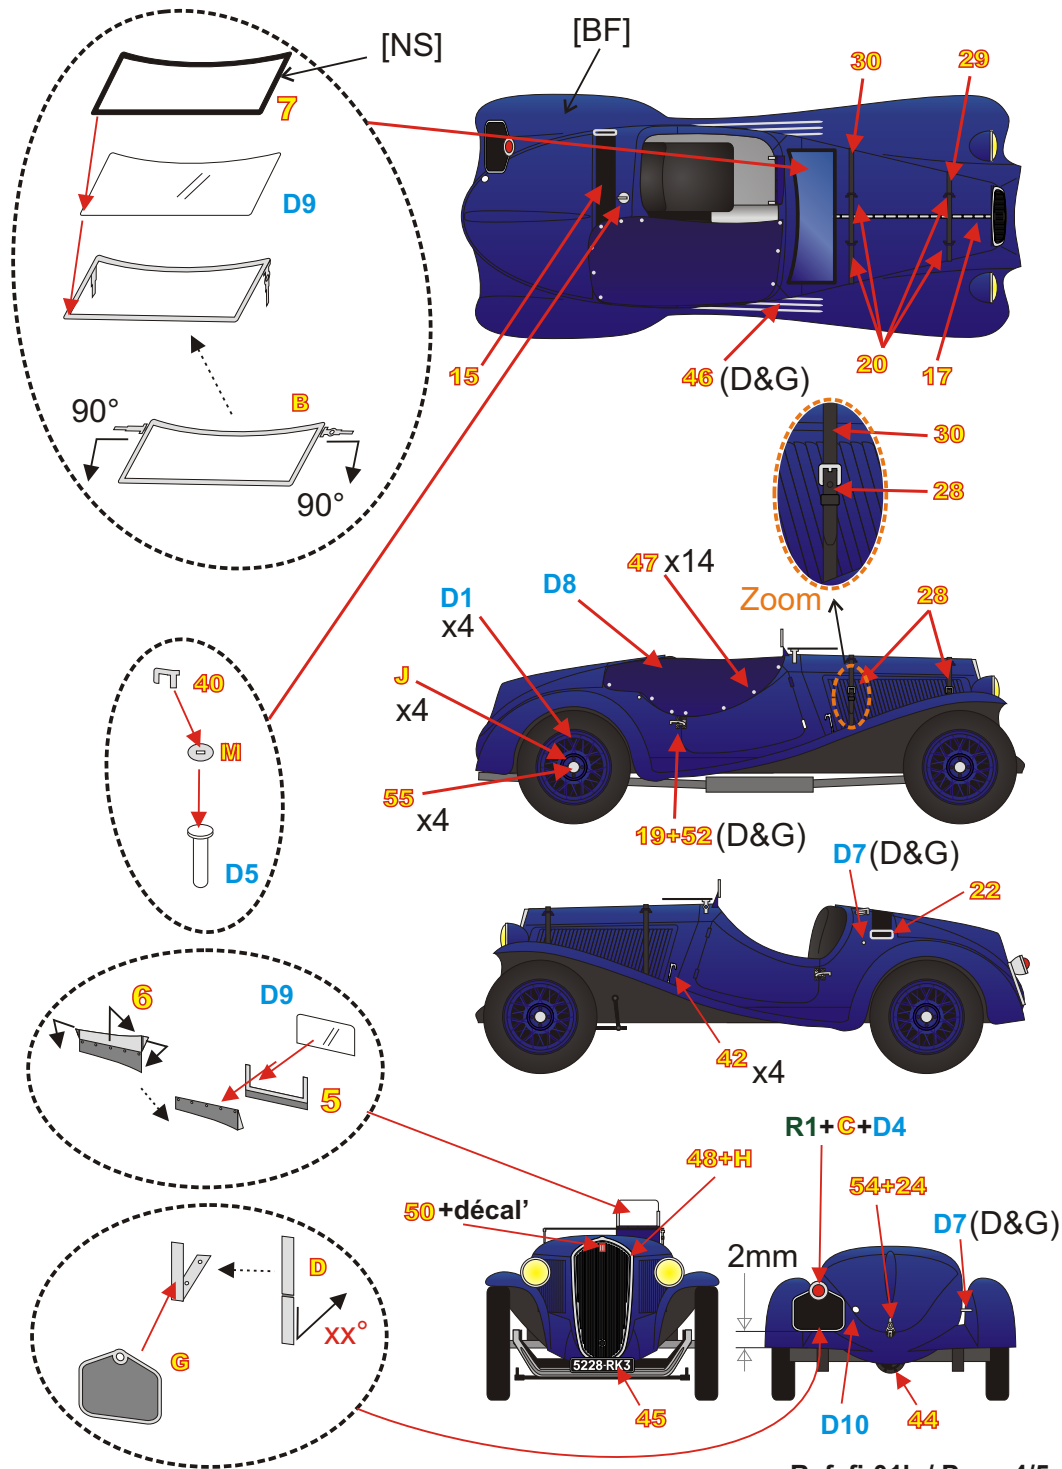 [NS]
[BF]
30
29
7
D9
15
46 (D&G)
20
17
B
90°
90°
30
28
Zoom
47 x14
D8
D1
x4
28
J
x4
55
x4
19+52 (D&G)
40
M
D5
D7 (D&G)
22
42 x4
6
D9
5
R1+C+D4
48+H
54+24
50+décal'
D7 (D&G)
2mm
D
xx°
G
5228-RK3
45
D10
44